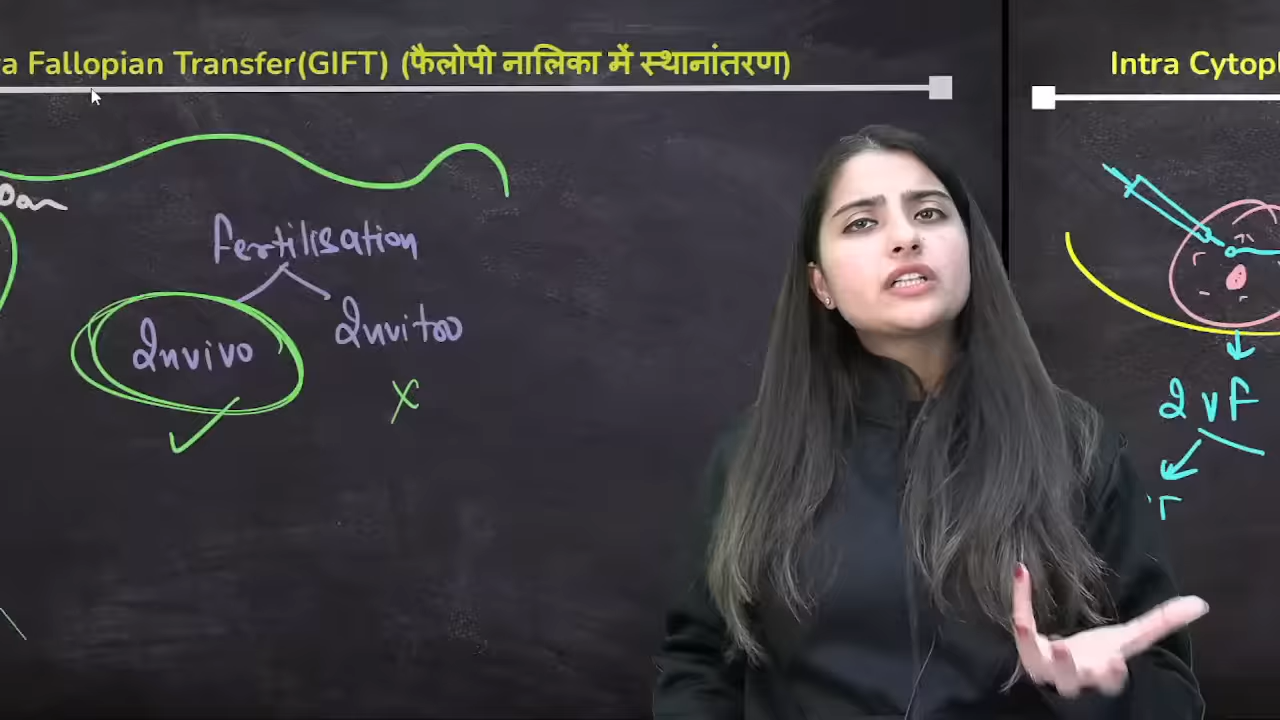 a Fallopian Transfer(GIFT) (फैलोपी नालिका में स्थानांतरण)
Intra Cytopl
Fertilisation
Invivo
Invitro
X
IVF